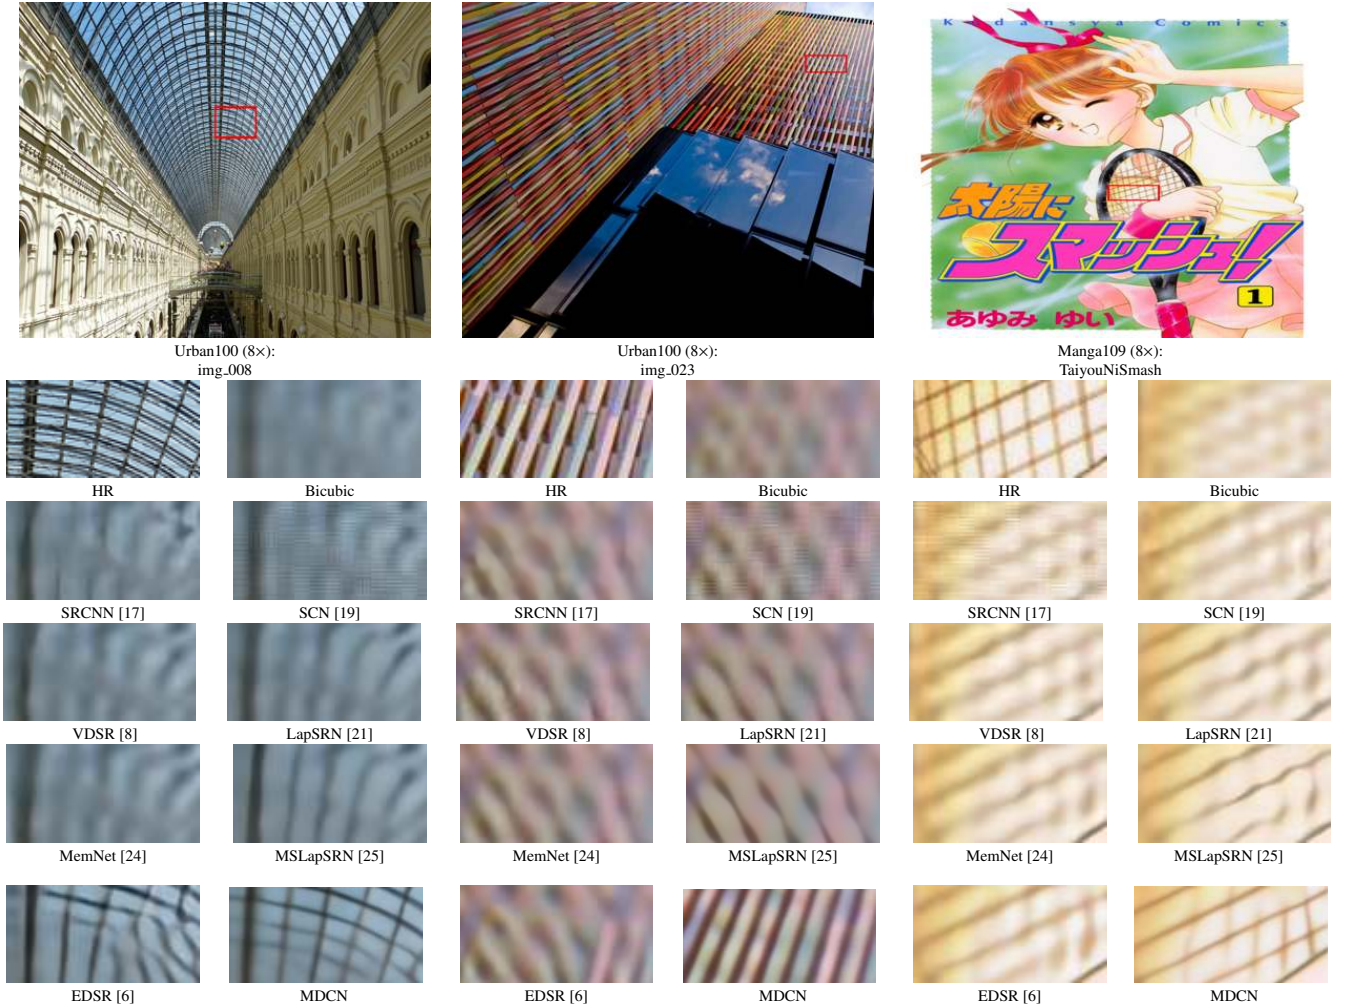 Kodansya Comics
太陽に
スマッシュ!
1
あゆみ ゆい
Urban100 (8×):
img_008
Urban100 (8×):
img_023
Manga109 (8×):
TaiyouNiSmash
HR
Bicubic
HR
Bicubic
HR
Bicubic
SRCNN [17]
SCN [19]
SRCNN [17]
SCN [19]
SRCNN [17]
SCN [19]
VDSR [8]
LapSRN [21]
VDSR [8]
LapSRN [21]
VDSR [8]
LapSRN [21]
MemNet [24]
MSLapSRN [25]
MemNet [24]
MSLapSRN [25]
MemNet [24]
MSLapSRN [25]
EDSR [6]
MDCN
EDSR [6]
MDCN
EDSR [6]
MDCN